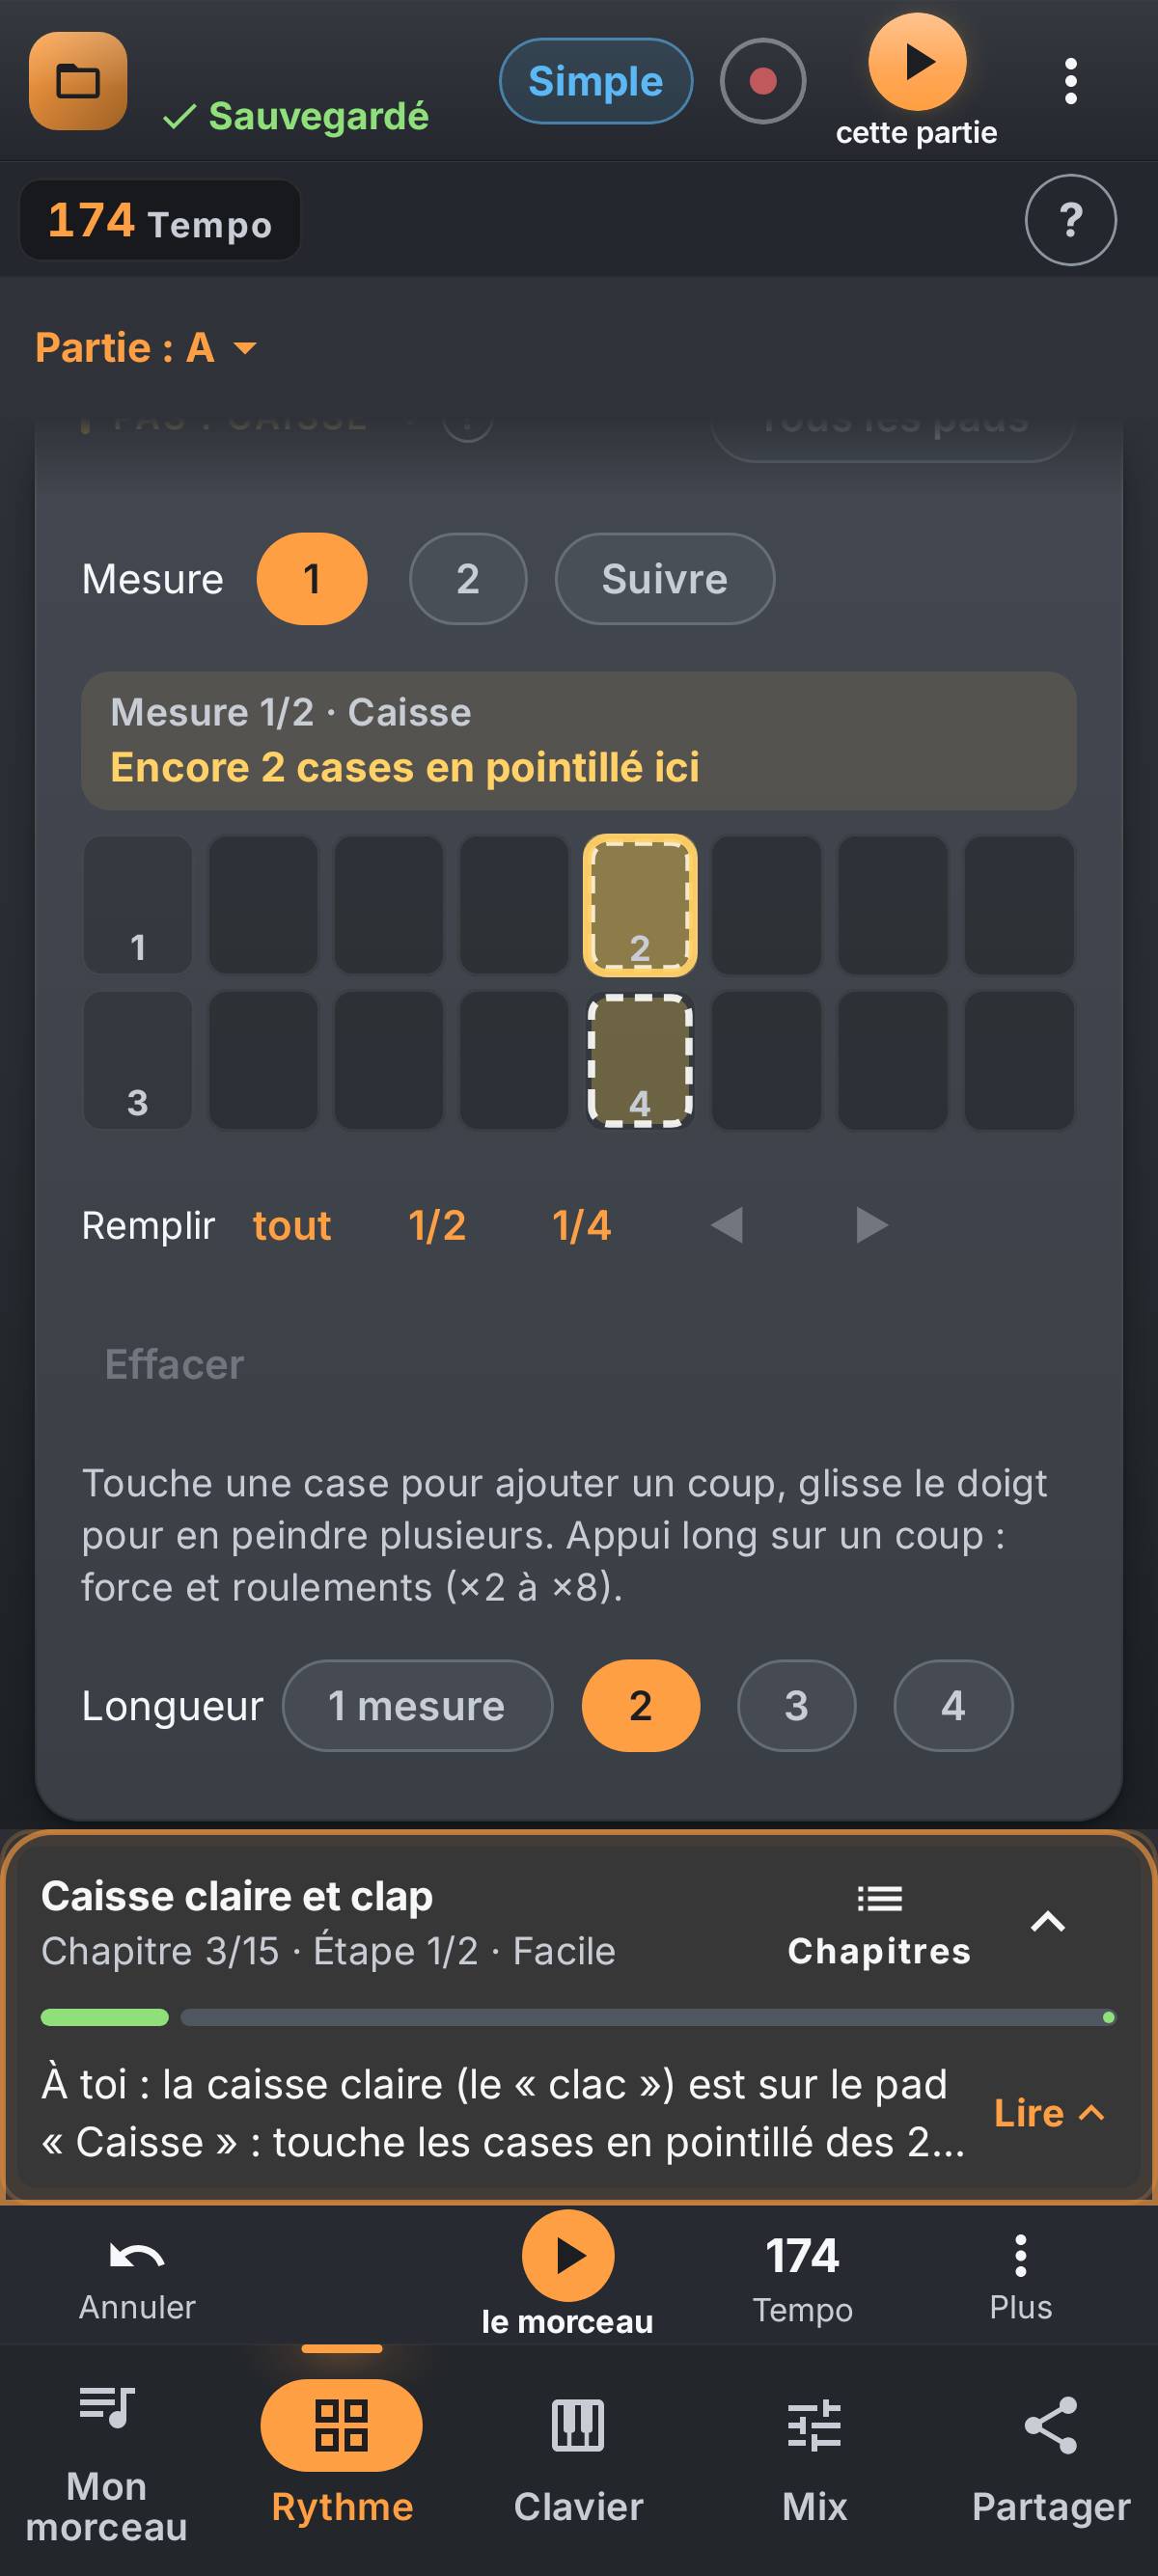 Sauvegardé
Simple
cette partie
174 Tempo
?
Partie : A
PAS : CAISSE
Tous les pads
Mesure 1 2 Suivre
Mesure 1/2 · Caisse
Encore 2 cases en pointillé ici
1 2
3 4
Remplir tout 1/2 1/4
Effacer
Touche une case pour ajouter un coup, glisse le doigt
pour en peindre plusieurs. Appui long sur un coup :
force et roulements (×2 à ×8).
Longueur 1 mesure 2 3 4
Caisse claire et clap
Chapitre 3/15 · Étape 1/2 · Facile
Chapitres
À toi : la caisse claire (le « clac ») est sur le pad
« Caisse » : touche les cases en pointillé des 2...
Lire
Annuler
le morceau
174
Tempo
Plus
Mon
morceau
Rythme
Clavier
Mix
Partager